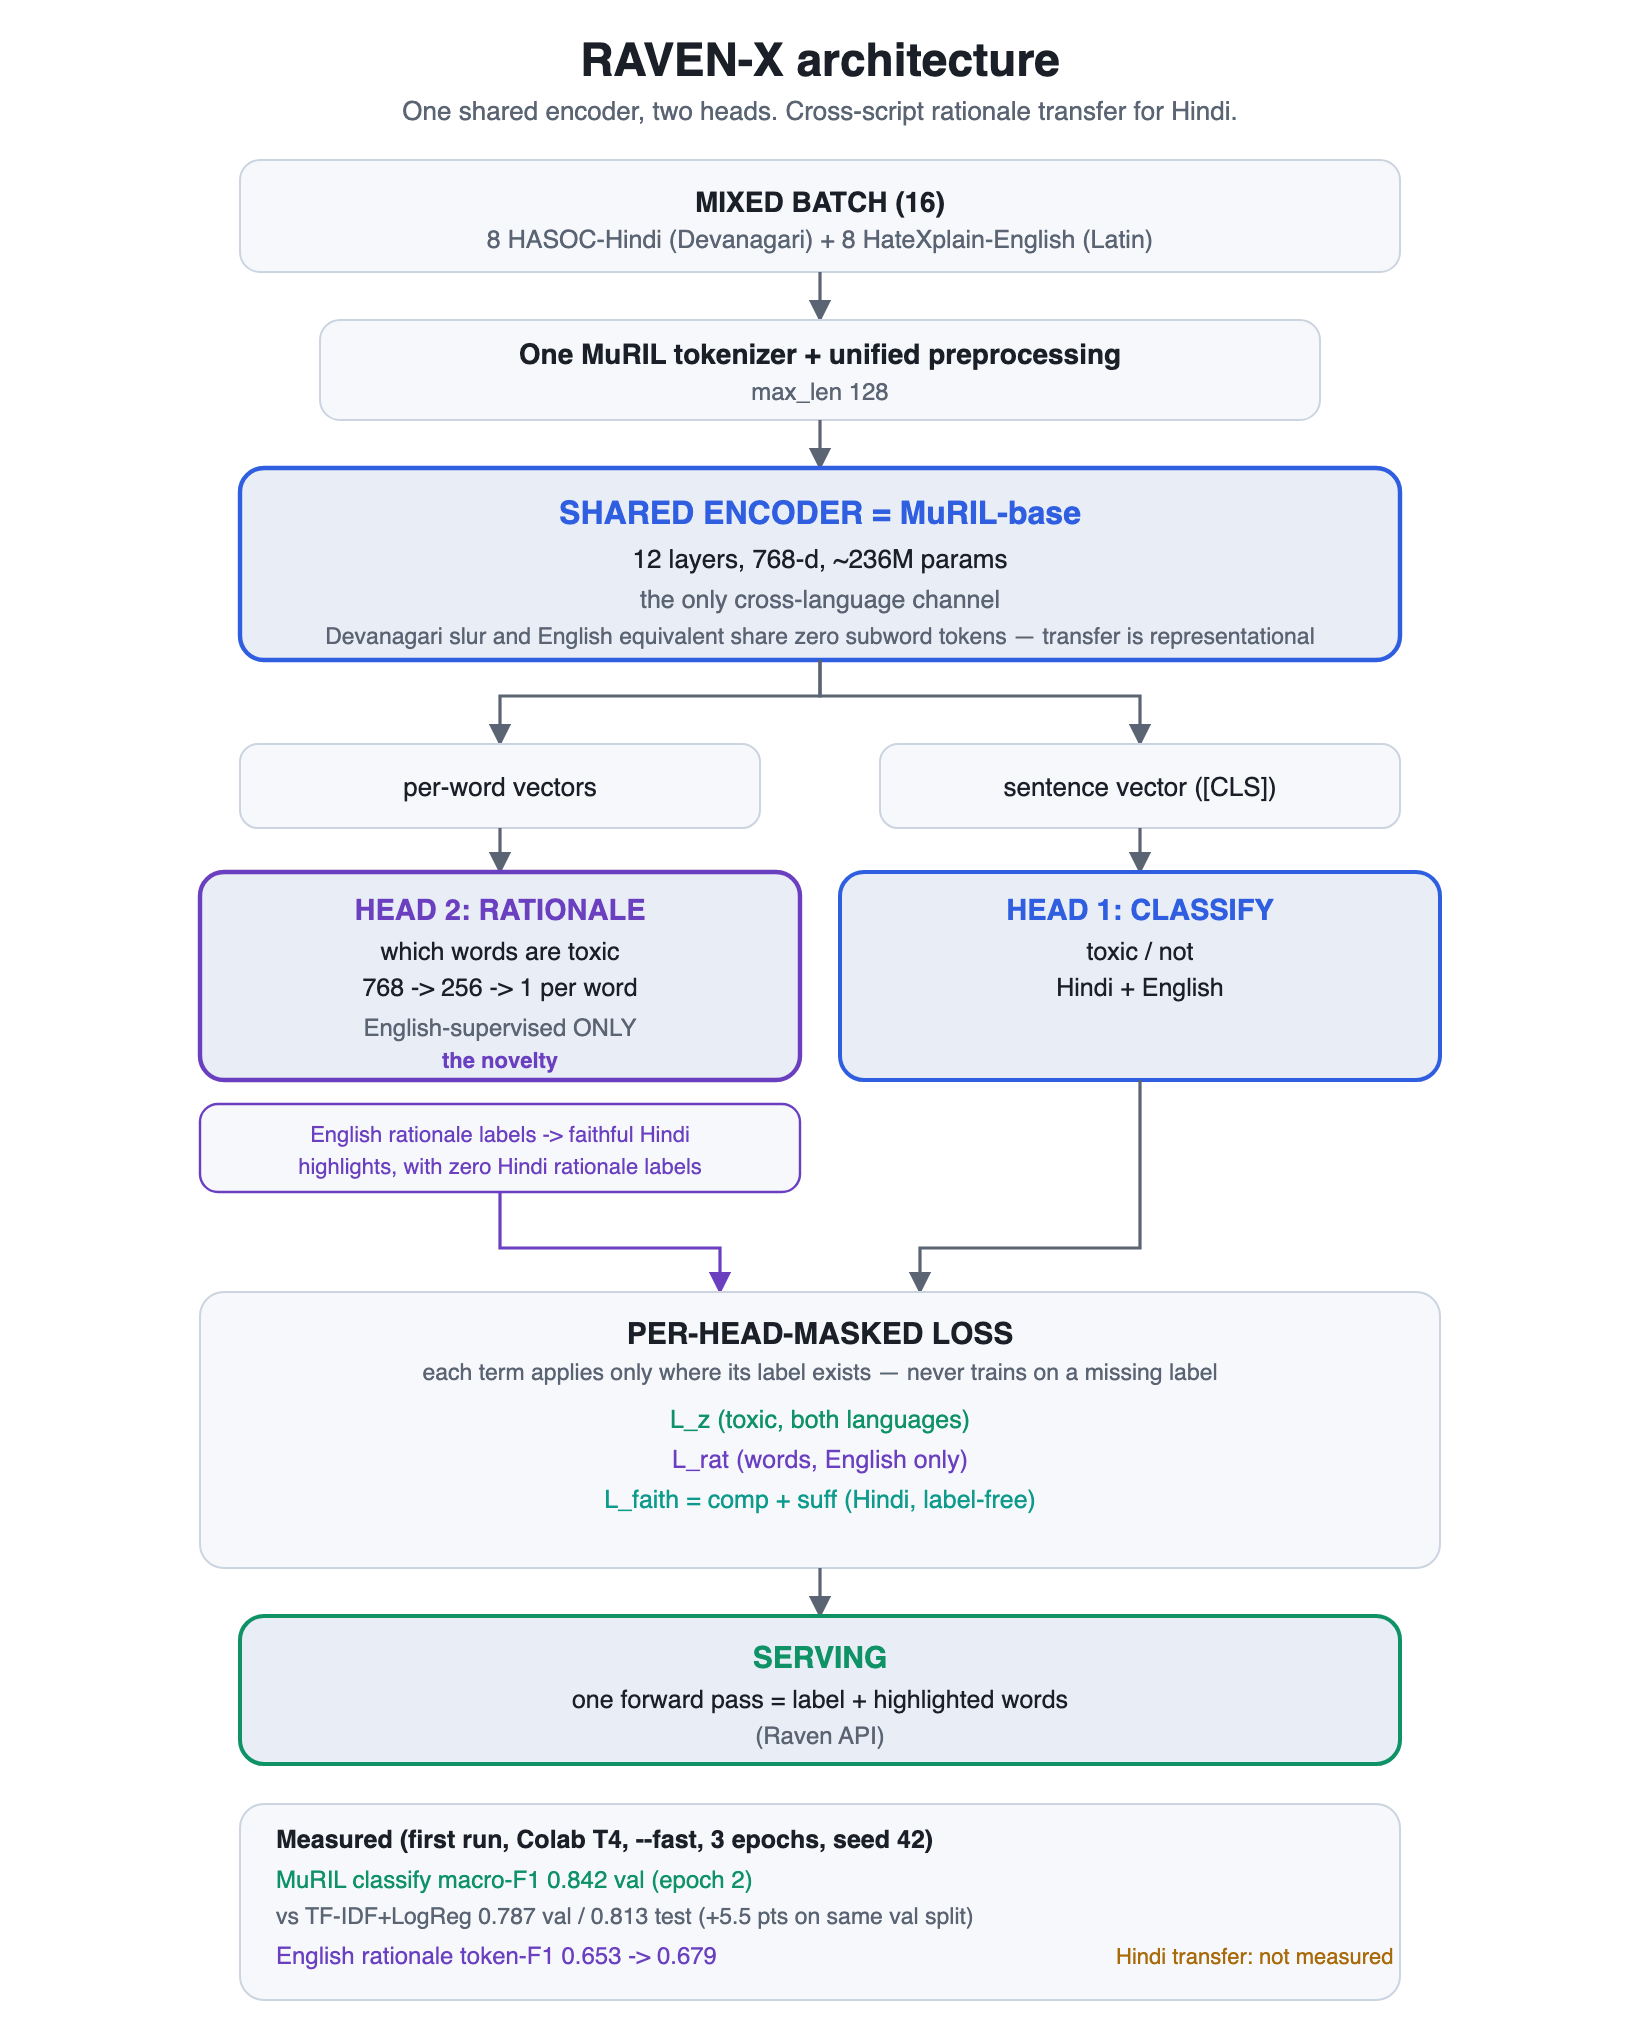 RAVEN-X architecture
One shared encoder, two heads. Cross-script rationale transfer for Hindi.
MIXED BATCH (16)
8 HASOC-Hindi (Devanagari) + 8 HateXplain-English (Latin)
One MuRIL tokenizer + unified preprocessing
max_len 128
SHARED ENCODER = MuRIL-base
12 layers, 768-d, ~236M params
the only cross-language channel
Devanagari slur and English equivalent share zero subword tokens — transfer is representational
per-word vectors
sentence vector ([CLS])
HEAD 2: RATIONALE
which words are toxic
768 -> 256 -> 1 per word
English-supervised ONLY
the novelty
HEAD 1: CLASSIFY
toxic / not
Hindi + English
English rationale labels -> faithful Hindi
highlights, with zero Hindi rationale labels
PER-HEAD-MASKED LOSS
each term applies only where its label exists — never trains on a missing label
L_z (toxic, both languages)
L_rat (words, English only)
L_faith = comp + suff (Hindi, label-free)
SERVING
one forward pass = label + highlighted words
(Raven API)
Measured (first run, Colab T4, --fast, 3 epochs, seed 42)
MuRIL classify macro-F1 0.842 val (epoch 2)
vs TF-IDF+LogReg 0.787 val / 0.813 test (+5.5 pts on same val split)
English rationale token-F1 0.653 -> 0.679
Hindi transfer: not measured